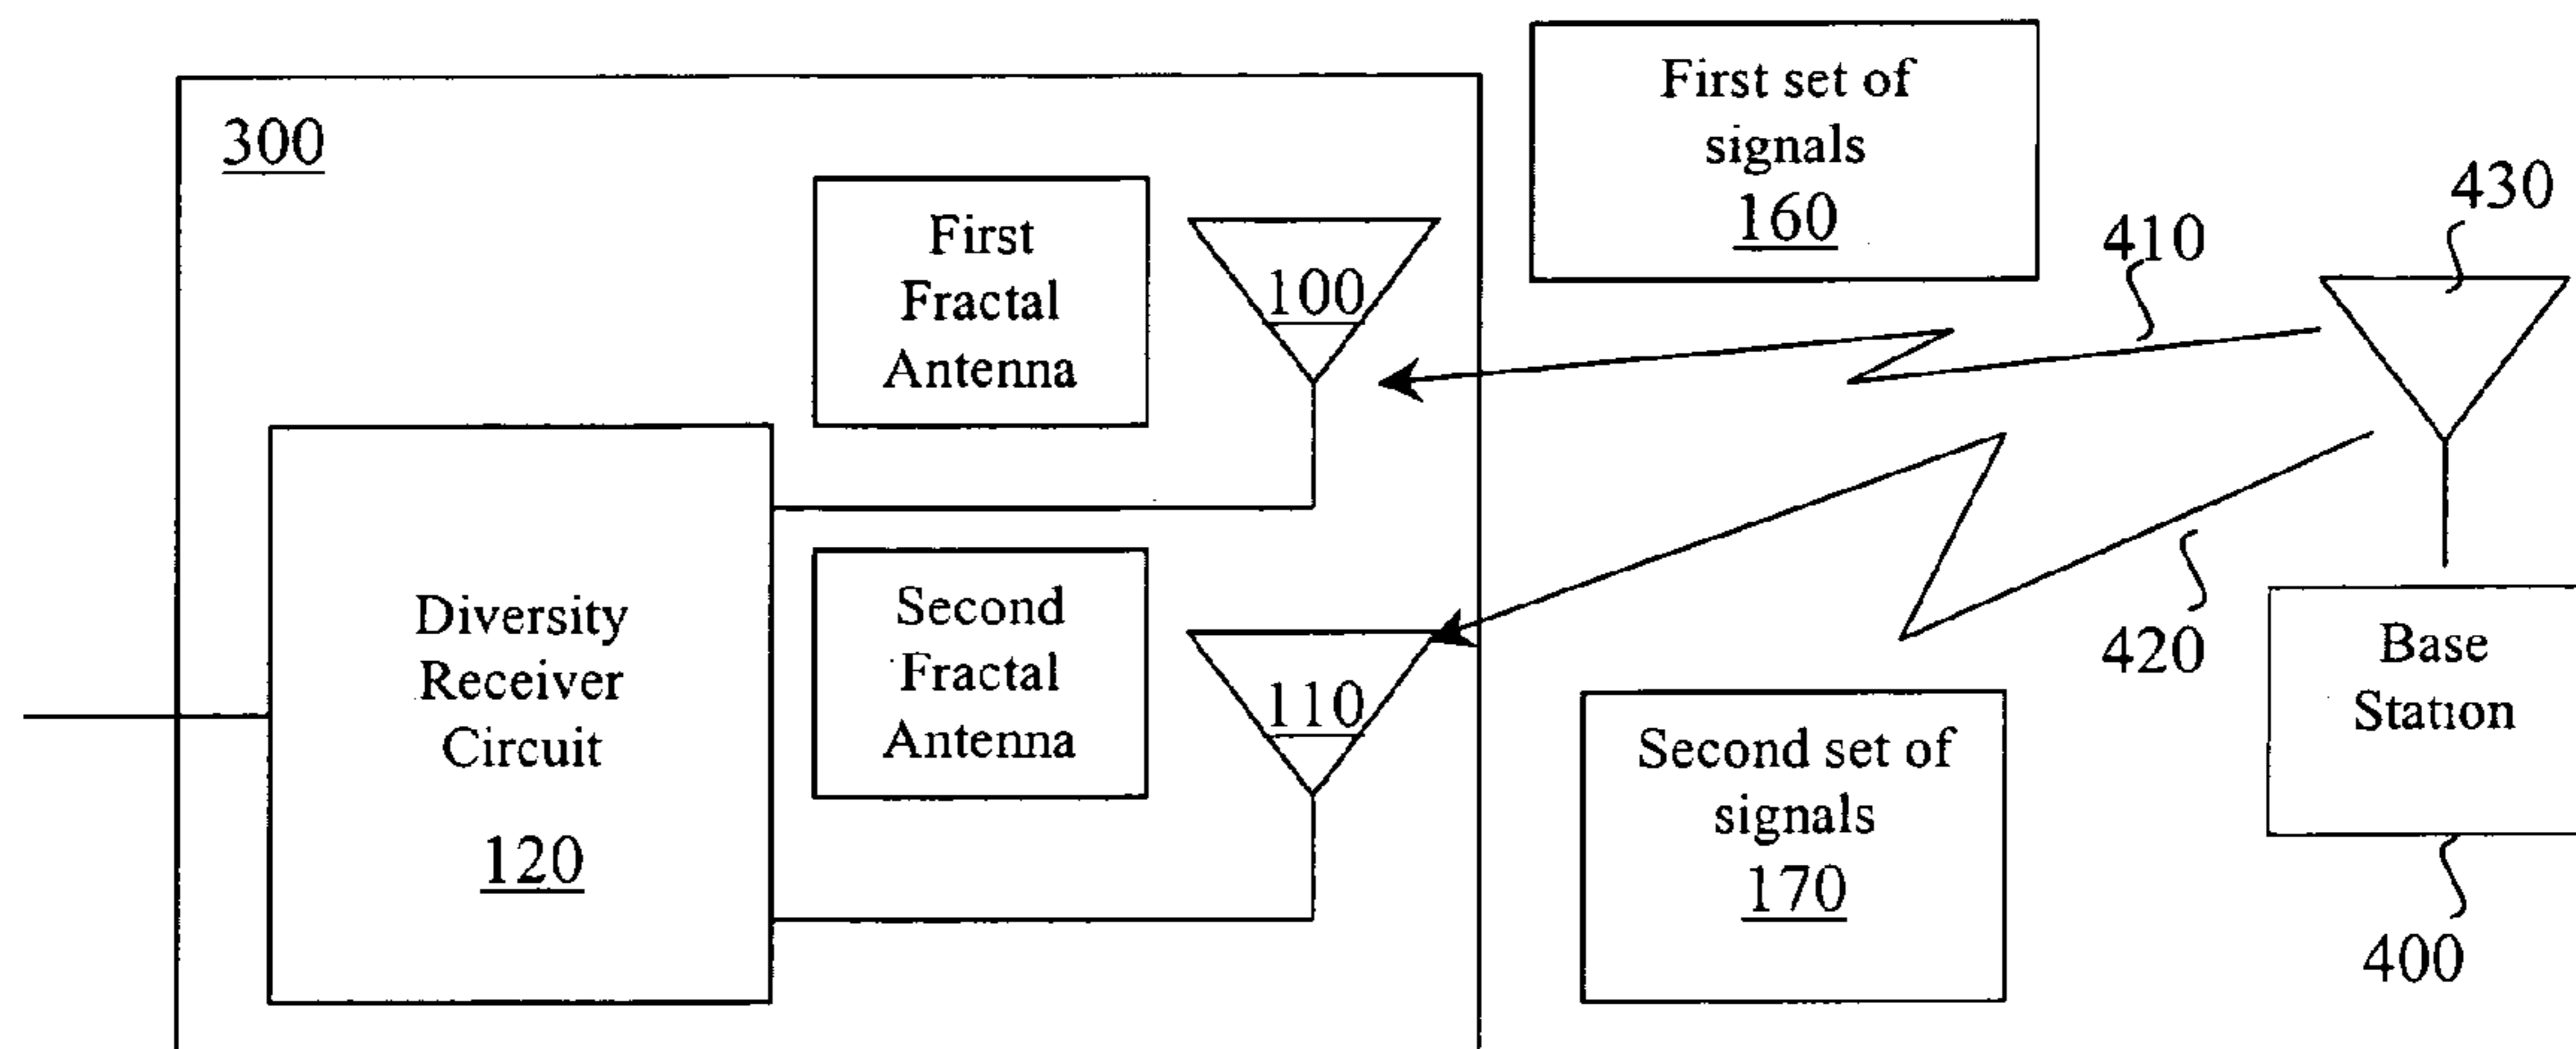 300
First
Fractal
Antenna
100
First set of
signals
160
410
430
Diversity
Receiver
Circuit
120
Second
Fractal
Antenna
110
Second set of
signals
170
420
Base
Station
400